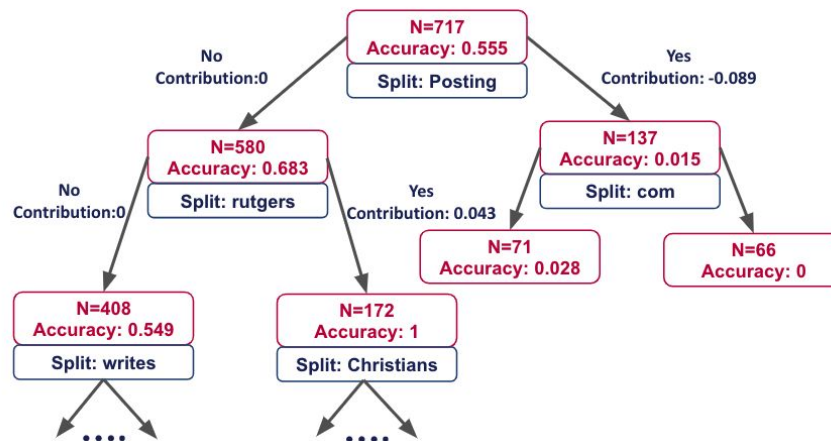 N=717
Accuracy: 0.555
Split: Posting
No
Contribution:0
Yes
Contribution: -0.089
N=580
Accuracy: 0.683
Split: rutgers
N=137
Accuracy: 0.015
Split: com
No
Contribution:0
Yes
Contribution: 0.043
N=71
Accuracy: 0.028
N=66
Accuracy: 0
N=408
Accuracy: 0.549
Split: writes
N=172
Accuracy: 1
Split: Christians
....
....